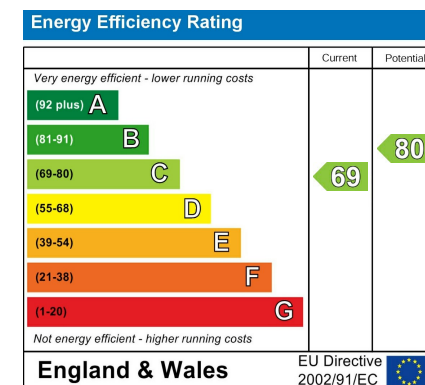 Energy Efficiency Rating
Current Potential
Very energy efficient - lower running costs
(92 plus) A
(81-91) B
(69-80) C
(55-68) D
(39-54) E
(21-38) F
(1-20) G
69
80
Not energy efficient - higher running costs
England & Wales
EU Directive
2002/91/EC